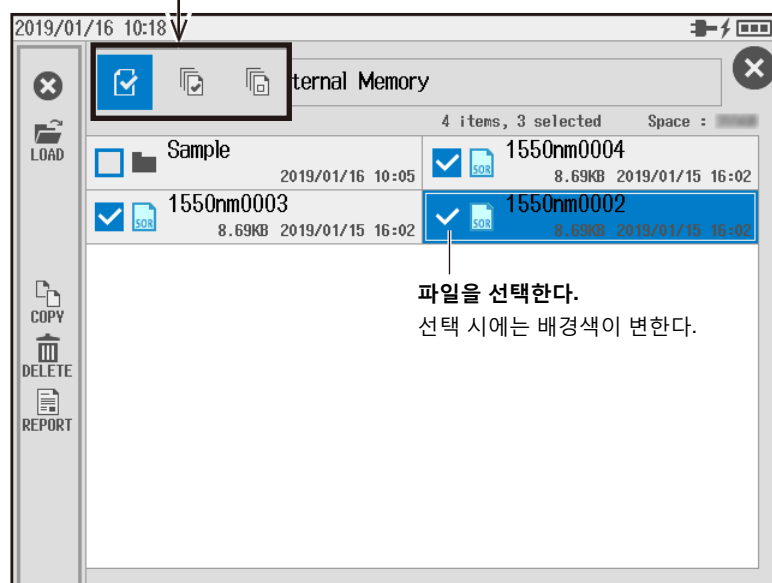 2019/01/16 10:18
ternal Memory
4 items, 3 selected Space :
LOAD
Sample
2019/01/16 10:05
SOR
1550nm0004
8.69KB 2019/01/15 16:02
SOR
1550nm0003
8.69KB 2019/01/15 16:02
SOR
1550nm0002
8.69KB 2019/01/15 16:02
파일을 선택한다.
선택 시에는 배경색이 변한다.
COPY
DELETE
REPORT